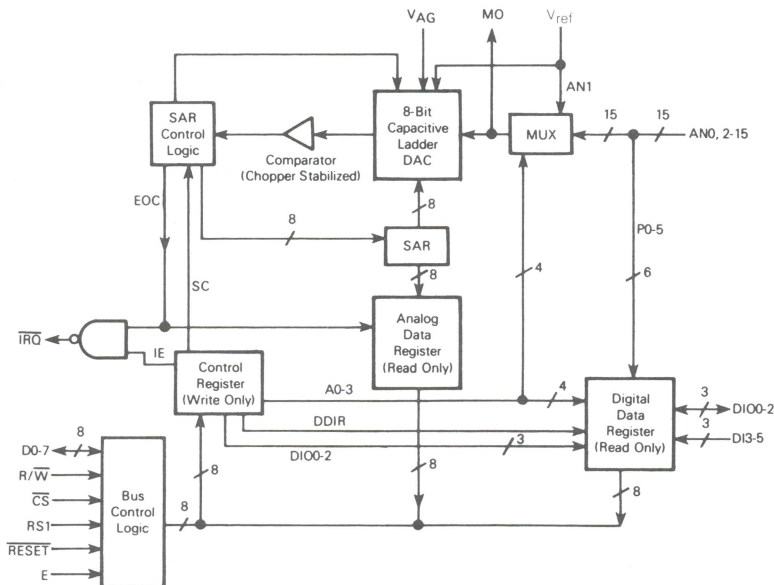 VAG
MO
Vref
AN1
8-Bit
Capacitive
Ladder
DAC
SAR
Control
Logic
Comparator
(Chopper Stabilized)
MUX
15
15
AN0, 2-15
EOC
8
8
SAR
8
P0-5
4
6
SC
IRQ
IE
Analog
Data
Register
(Read Only)
Control
Register
(Write Only)
A0-3
4
DDIR
DIO0-2
3
Digital
Data
Register
(Read Only)
3
DIO0-2
3
DI3-5
D0-7
8
R/W
CS
RS1
RESET
E
Bus
Control
Logic
8
8
8
8